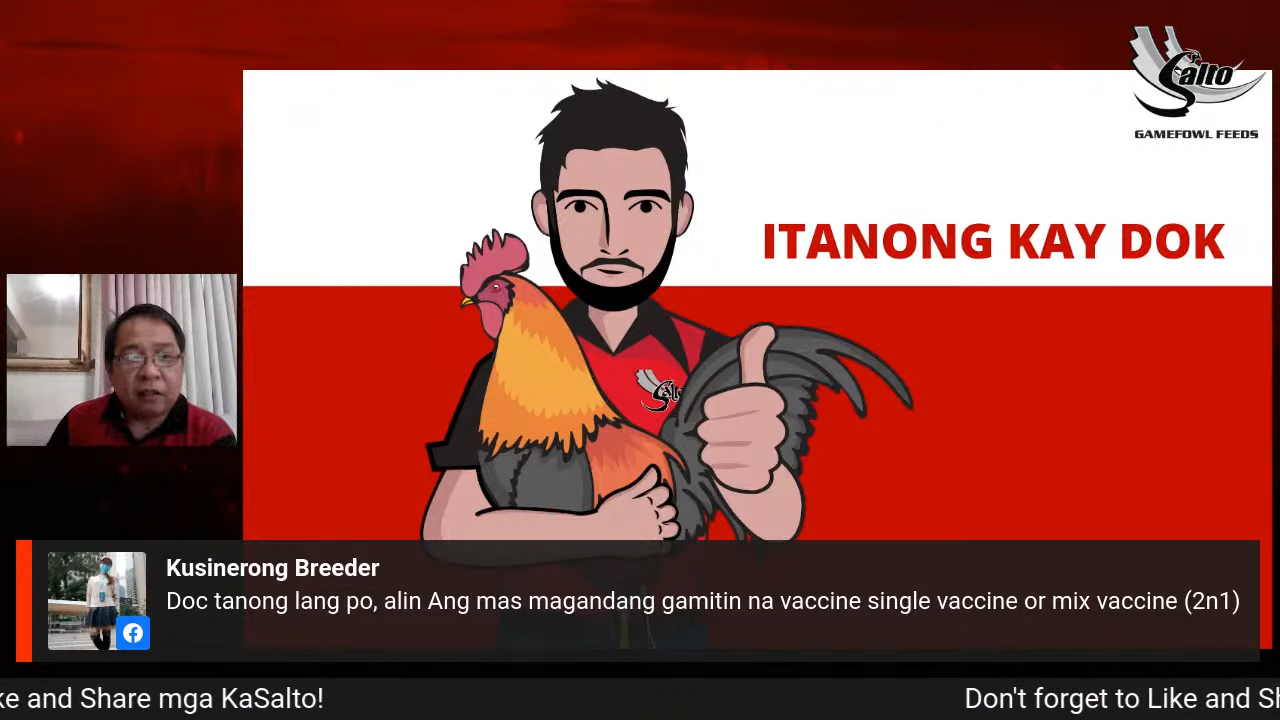 Salto
GAMEFOWL FEEDS
ITANONG KAY DOK
Kusinerong Breeder
Doc tanong lang po, alin Ang mas magandang gamitin na vaccine single vaccine or mix vaccine (2n1)
ke and Share mga KaSalto!
Don't forget to Like and Sh